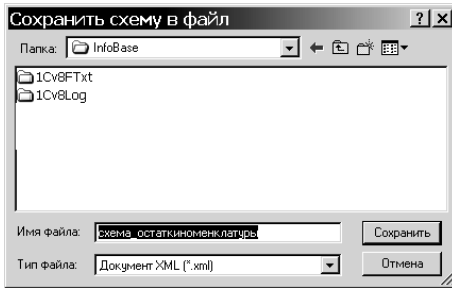 Сохранить схему в файл
Папка: InfoBase
1Cv8FTxt
1Cv8Log
Имя файла: схема_остаткиноменклатуры Сохранить
Тип файла: Документ XML (*.xml) Отмена